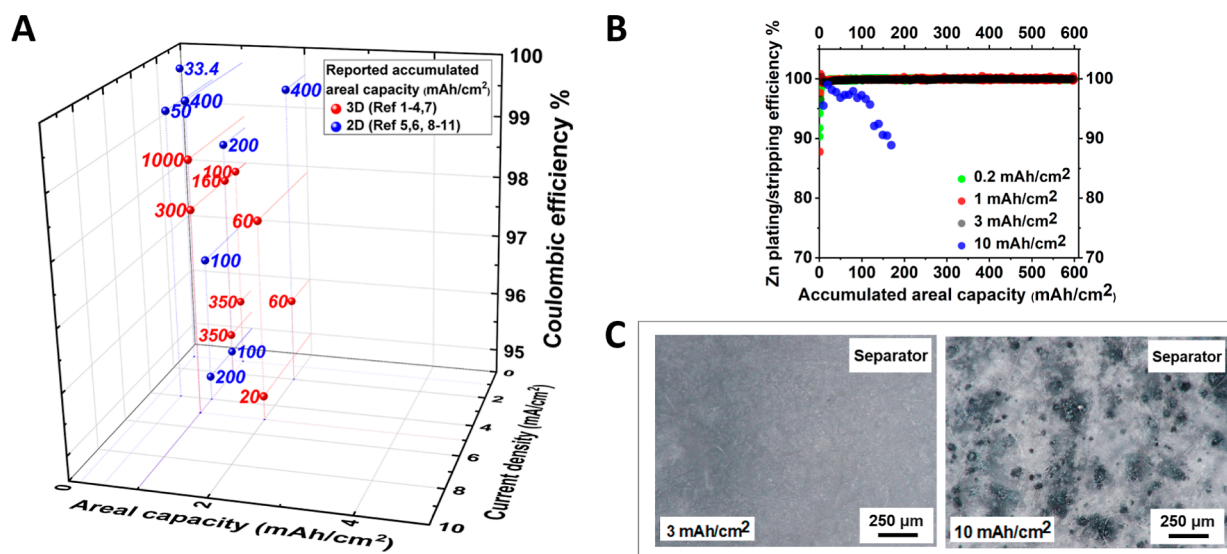 A
100
99
98
97
96
95
Coulombic efficiency %
Reported accumulated
areal capacity (mAh/cm²)
3D (Ref 1-4,7)
2D (Ref 5,6, 8-11)
33.4
400
50
400
200
1000
100
160
300
60
100
350
60
350
100
200
20
0
2
4
6
8
10
Current density (mA/cm²)
0
2
4
Areal capacity (mAh/cm²)
B
0 100 200 300 400 500 600
100
90
80
70
100
90
80
70
Zn plating/stripping efficiency %
0.2 mAh/cm²
1 mAh/cm²
3 mAh/cm²
10 mAh/cm²
0 100 200 300 400 500 600
Accumulated areal capacity (mAh/cm²)
C
Separator
3 mAh/cm²
250 µm
Separator
10 mAh/cm²
250 µm